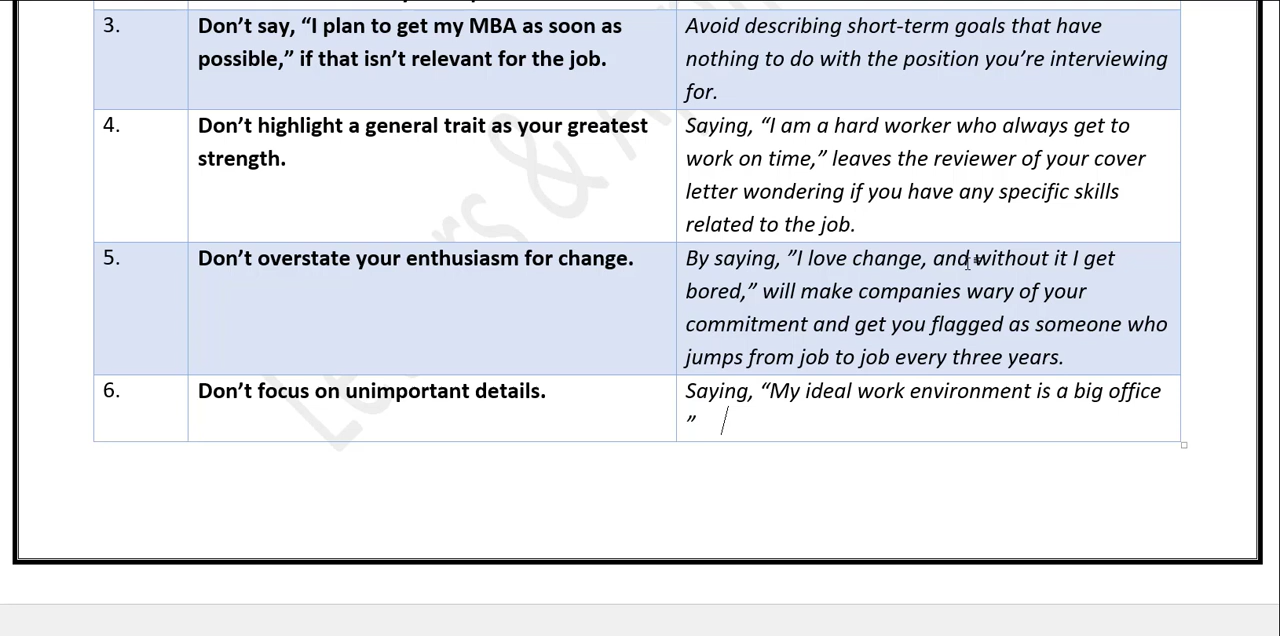 3.
Don’t say, “I plan to get my MBA as soon as
possible,” if that isn’t relevant for the job.
Avoid describing short-term goals that have
nothing to do with the position you’re interviewing
for.
4.
Don’t highlight a general trait as your greatest
strength.
Saying, “I am a hard worker who always get to
work on time,” leaves the reviewer of your cover
letter wondering if you have any specific skills
related to the job.
5.
Don’t overstate your enthusiasm for change.
By saying, ”I love change, and without it I get
bored,” will make companies wary of your
commitment and get you flagged as someone who
jumps from job to job every three years.
6.
Don’t focus on unimportant details.
Saying, “My ideal work environment is a big office
”